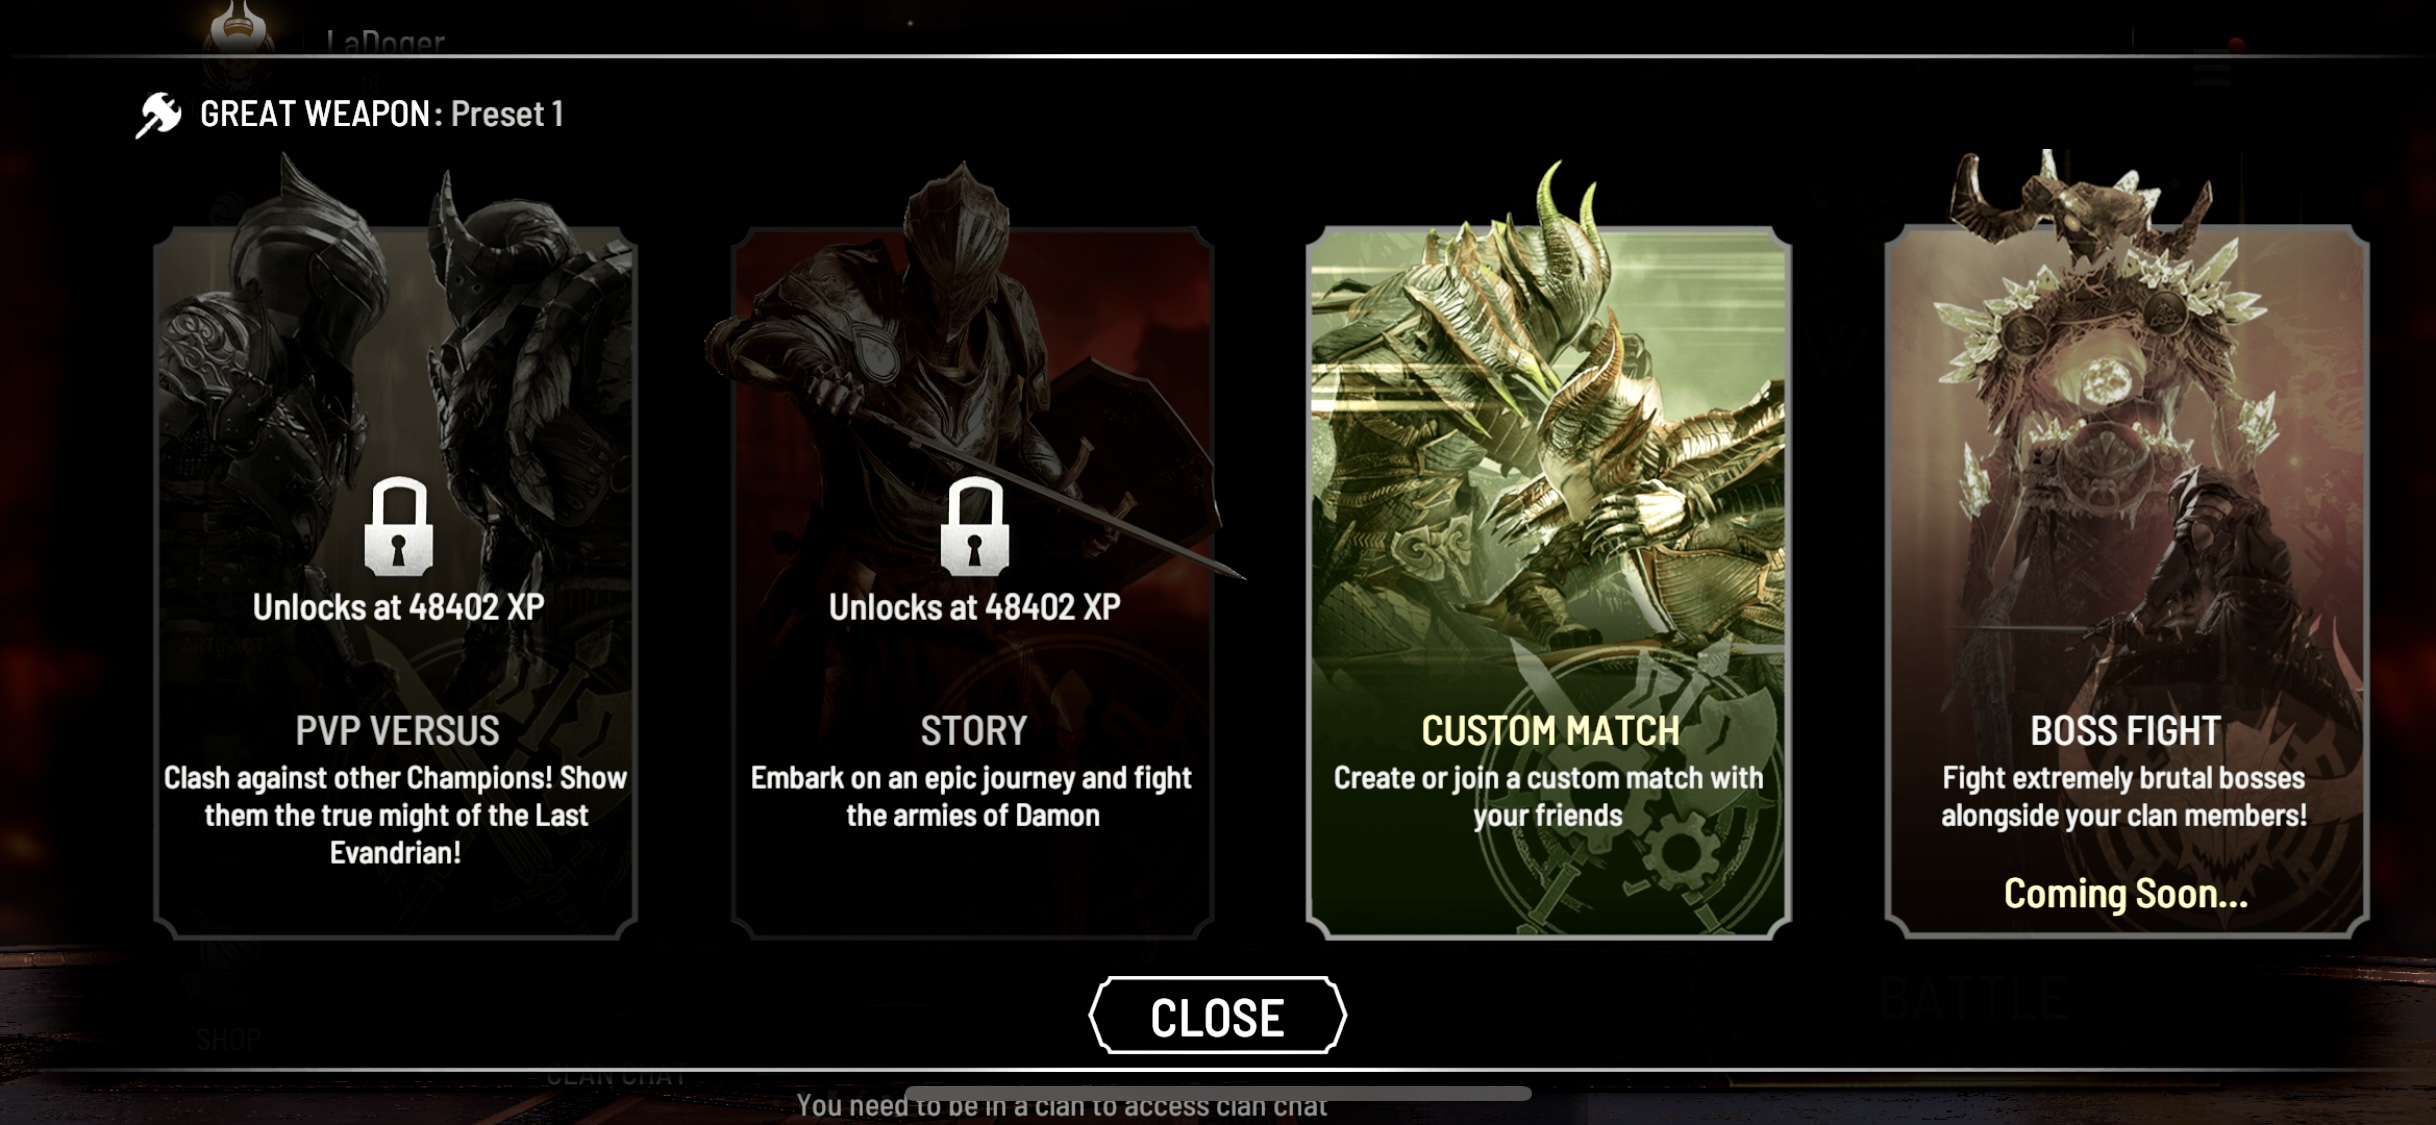 LaDoger
18
GREAT WEAPON: Preset 1
Unlocks at 48402 XP
PVP VERSUS
Clash against other Champions! Show
them the true might of the Last
Evandrian!
Unlocks at 48402 XP
STORY
Embark on an epic journey and fight
the armies of Damon
CUSTOM MATCH
Create or join a custom match with
your friends
BOSS FIGHT
Fight extremely brutal bosses
alongside your clan members!
Coming Soon...
ARTIFACTS
BATTLE
CLOSE
SHOP
CLAN CHAT
You need to be in a clan to access clan chat